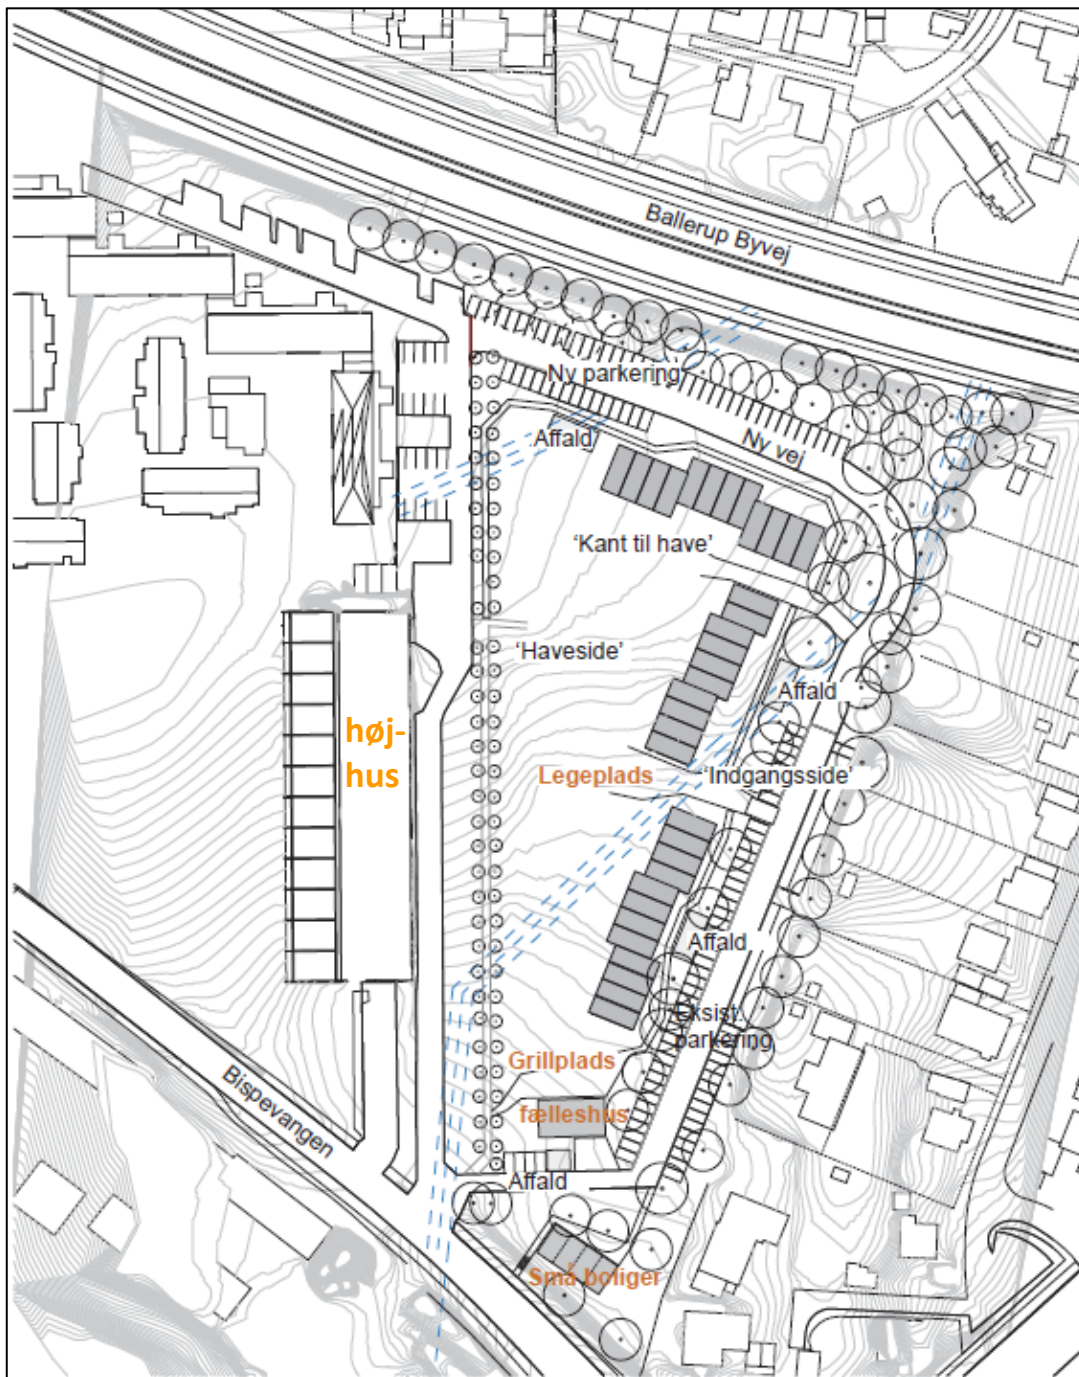 Ballerup Byvej
Ny parkering
Affald
Ny vej
'Kant til have'
'Haveside'
Affald
høj-
hus
Legeplads
'Indgangsside'
Affald
Eksist.
parkering
Grillplads
fælleshus
Bispevangen
Affald
Små boliger